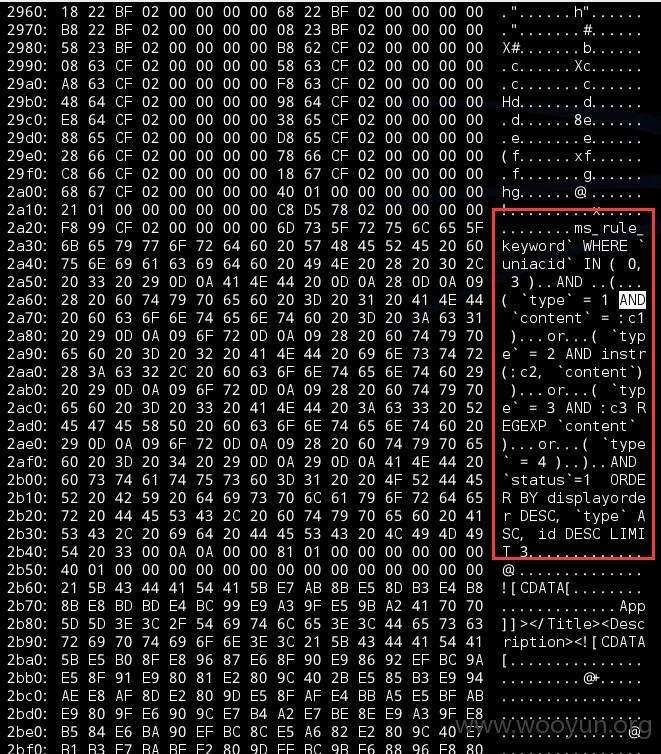 2960: 18 22 BF 02 00 00 00 00 68 22 BF 02 00 00 00 00 ."......h"......
2970: B8 22 BF 02 00 00 00 00 08 23 BF 02 00 00 00 00 .".......#......
2980: 58 23 BF 02 00 00 00 00 B8 62 CF 02 00 00 00 00 X#.......b......
2990: 08 63 CF 02 00 00 00 00 58 63 CF 02 00 00 00 00 .c......Xc......
29a0: A8 63 CF 02 00 00 00 00 F8 63 CF 02 00 00 00 00 .c.......c......
29b0: 48 64 CF 02 00 00 00 00 98 64 CF 02 00 00 00 00 Hd.......d......
29c0: E8 64 CF 02 00 00 00 00 38 65 CF 02 00 00 00 00 .d......8e......
29d0: 88 65 CF 02 00 00 00 00 D8 65 CF 02 00 00 00 00 .e.......e......
29e0: 28 66 CF 02 00 00 00 00 78 66 CF 02 00 00 00 00 (f......xf......
29f0: C8 66 CF 02 00 00 00 00 18 67 CF 02 00 00 00 00 .f.......g......
2a00: 68 67 CF 02 00 00 00 00 40 01 00 00 00 00 00 00 hg......@.......
2a10: 21 01 00 00 00 00 00 00 C8 D5 78 02 00 00 00 00 !.........x.....
2a20: F8 99 CF 02 00 00 00 00 6D 73 5F 72 75 6C 65 5F ........ms_rule_
2a30: 6B 65 79 77 6F 72 64 60 20 57 48 45 52 45 20 60 keyword` WHERE `
2a40: 75 6E 69 61 63 69 64 60 20 49 4E 20 28 20 30 2C uniacid` IN ( 0,
2a50: 20 33 20 29 0D 0A 41 4E 44 20 0D 0A 28 0D 0A 09 3 )..AND ..(...
2a60: 28 20 60 74 79 70 65 60 20 3D 20 31 20 41 4E 44 ( `type` = 1 AND
2a70: 20 60 63 6F 6E 74 65 6E 74 60 20 3D 20 3A 63 31 `content` = :c1
2a80: 20 29 0D 0A 09 6F 72 0D 0A 09 28 20 60 74 79 70 )...or...( `typ
2a90: 65 60 20 3D 20 32 20 41 4E 44 20 69 6E 73 74 72 e` = 2 AND instr
2aa0: 28 3A 63 32 2C 20 60 63 6F 6E 74 65 6E 74 60 29 (:c2, `content`)
2ab0: 20 29 0D 0A 09 6F 72 0D 0A 09 28 20 60 74 79 70 )...or...( `typ
2ac0: 65 60 20 3D 20 33 20 41 4E 44 20 3A 63 33 20 52 e` = 3 AND :c3 R
2ad0: 45 47 45 58 50 20 60 63 6F 6E 74 65 6E 74 60 20 EGEXP `content`
2ae0: 29 0D 0A 09 6F 72 0D 0A 09 28 20 60 74 79 70 65 )...or...( `type
2af0: 60 20 3D 20 34 20 29 0D 0A 29 0D 0A 41 4E 44 20 ` = 4 )..)..AND
2b00: 60 73 74 61 74 75 73 60 3D 31 20 20 4F 52 44 45 `status`=1  ORDE
2b10: 52 20 42 59 20 64 69 73 70 6C 61 79 6F 72 64 65 R BY displayorde
2b20: 72 20 44 45 53 43 2C 20 60 74 79 70 65 60 20 41 r DESC, `type` A
2b30: 53 43 2C 20 69 64 20 44 45 53 43 20 4C 49 4D 49 SC, id DESC LIMI
2b40: 54 20 33 00 0A 0A 00 00 81 01 00 00 00 00 00 00 T 3.............
2b50: 40 01 00 00 00 00 00 00 00 00 00 00 00 00 00 00 @...............
2b60: 21 5B 43 44 41 54 41 5B E7 AB 8B E5 8D B3 E4 B8 ![CDATA[........
2b70: 8B E8 BD BD E4 BC 99 E9 A3 9F E5 9B A2 41 70 70 .............App
2b80: 5D 5D 3E 3C 2F 54 69 74 6C 65 3E 3C 44 65 73 63 ]]></Title><Desc
2b90: 72 69 70 74 69 6F 6E 3E 3C 21 5B 43 44 41 54 41 ription><![CDATA
2ba0: 5B E5 B0 8F E8 96 87 E6 8F 90 E9 86 92 EF BC 9A [...............
2bb0: E5 8F 91 E9 80 81 E2 80 9C 40 2B E5 85 B3 E9 94 .........@+.....
2bc0: AE E8 AF 8D E2 80 9D E5 8F AF E4 BB A5 E5 BF AB ................
2bd0: E9 80 9F E6 90 9C E7 B4 A2 E7 BE 8E E9 A3 9F E8
2be0: B5 84 E6 BA 90 EF BC 8C E5 A6 82 E2 80 9C 40 E7
2bf0: B1 B3 E7 BA BF E2 80 9D EF BC 9B E6 88 96 E8 80
www.wooyun.org